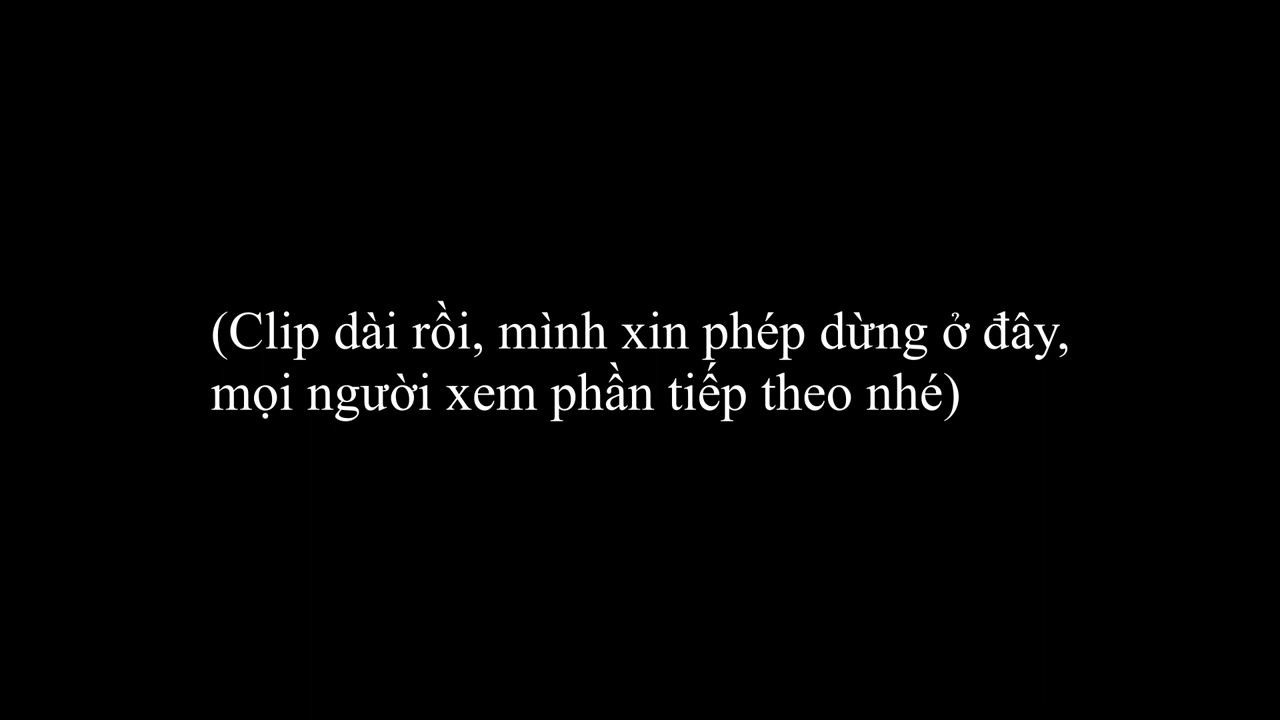 (Clip dài rồi, mình xin phép dừng ở đây,
mọi người xem phần tiếp theo nhé)